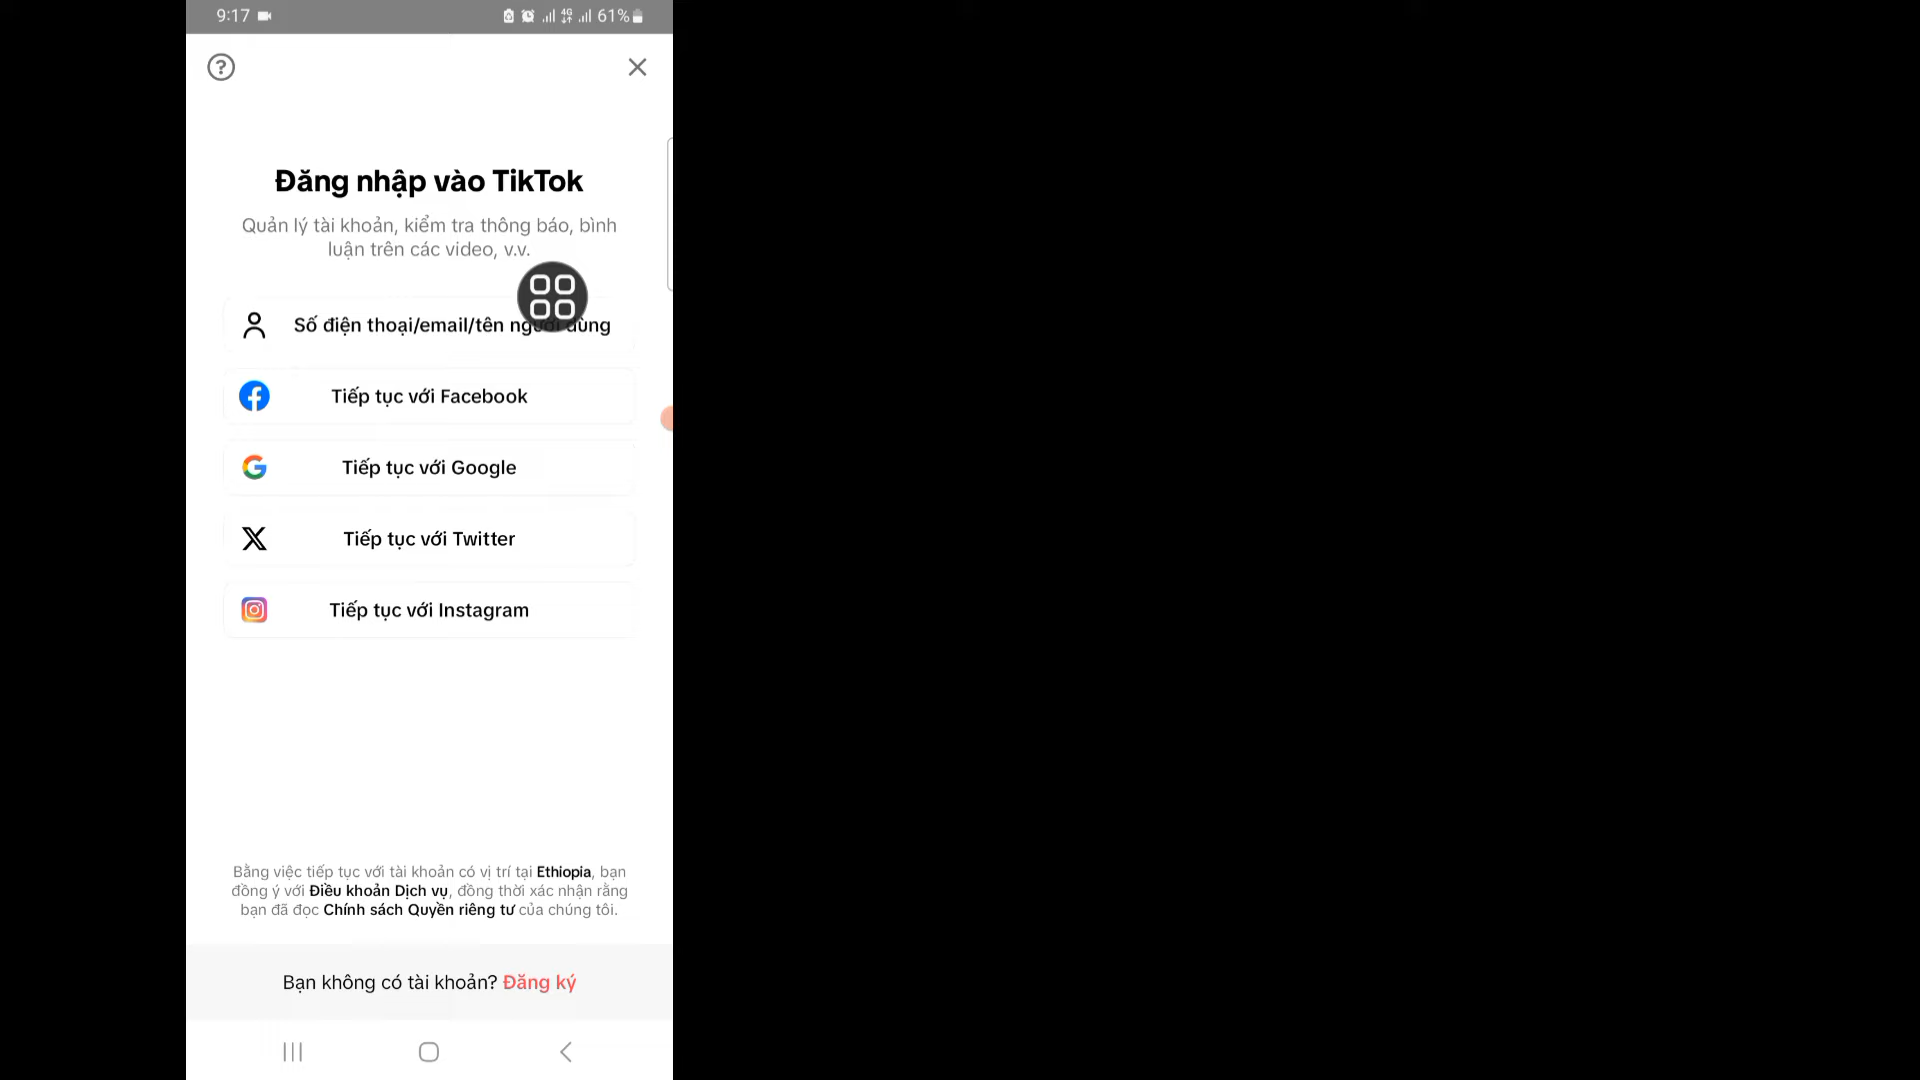 9:17
4G 61%
Đăng nhập vào TikTok
Quản lý tài khoản, kiểm tra thông báo, bình
luận trên các video, v.v.
Số điện thoại/email/tên người dùng
Tiếp tục với Facebook
Tiếp tục với Google
Tiếp tục với Twitter
Tiếp tục với Instagram
Bằng việc tiếp tục với tài khoản có vị trí tại Ethiopia, bạn
đồng ý với Điều khoản Dịch vụ, đồng thời xác nhận rằng
bạn đã đọc Chính sách Quyền riêng tư của chúng tôi.
Bạn không có tài khoản? Đăng ký